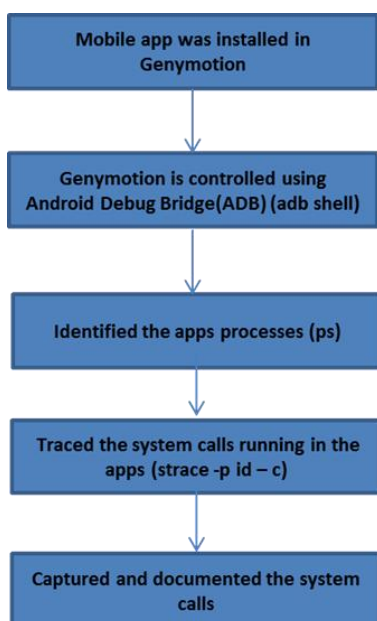 Mobile app was installed in
Genymotion
Genymotion is controlled using
Android Debug Bridge(ADB) (adb shell)
Identified the apps processes (ps)
Traced the system calls running in the
apps (strace -p id – c)
Captured and documented the system
calls